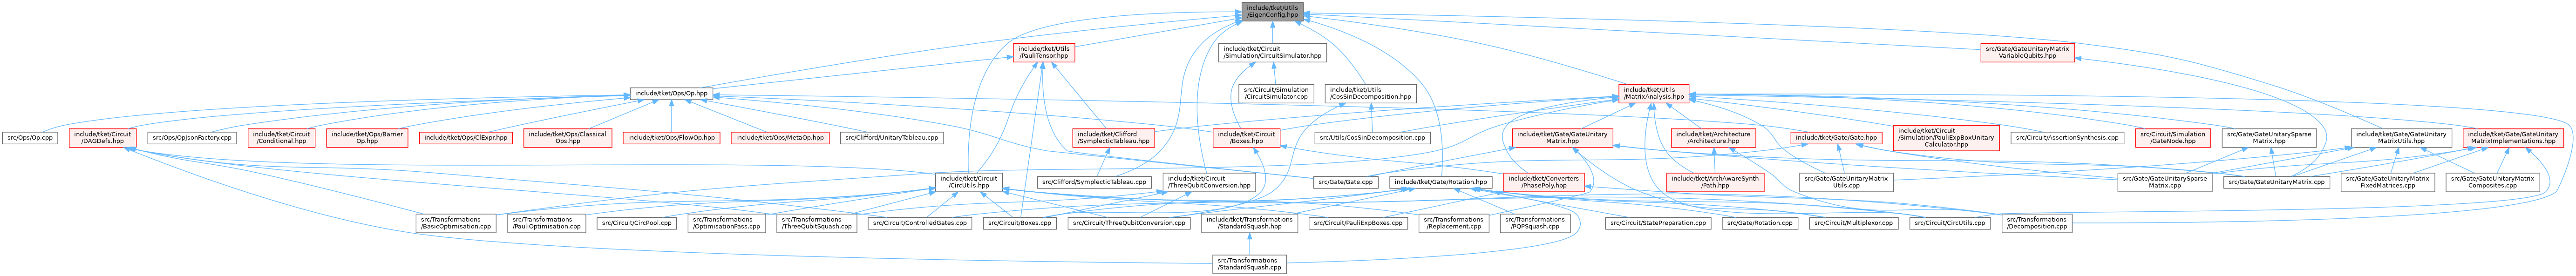 include/tket/Utils
/EigenConfig.hpp
include/tket/Utils
/PauliTensor.hpp
include/tket/Circuit
/Simulation/CircuitSimulator.hpp
src/Gate/GateUnitaryMatrix
VariableQubits.hpp
include/tket/Ops/Op.hpp
src/Circuit/Simulation
/CircuitSimulator.cpp
include/tket/Utils
/CosSinDecomposition.hpp
include/tket/Utils
/MatrixAnalysis.hpp
src/Ops/Op.cpp
include/tket/Circuit
/DAGDefs.hpp
src/Ops/OpJsonFactory.cpp
include/tket/Circuit
/Conditional.hpp
include/tket/Ops/Barrier
Op.hpp
include/tket/Ops/ClExpr.hpp
include/tket/Ops/Classical
Ops.hpp
include/tket/Ops/FlowOp.hpp
include/tket/Ops/MetaOp.hpp
src/Clifford/UnitaryTableau.cpp
include/tket/Clifford
/SymplecticTableau.hpp
include/tket/Circuit
/Boxes.hpp
src/Utils/CosSinDecomposition.cpp
include/tket/Gate/GateUnitary
Matrix.hpp
include/tket/Architecture
/Architecture.hpp
include/tket/Gate/Gate.hpp
include/tket/Circuit
/Simulation/PauliExpBoxUnitary
Calculator.hpp
src/Circuit/AssertionSynthesis.cpp
src/Circuit/Simulation
/GateNode.hpp
src/Gate/GateUnitarySparse
Matrix.hpp
include/tket/Gate/GateUnitary
MatrixUtils.hpp
include/tket/Gate/GateUnitary
MatrixImplementations.hpp
include/tket/Circuit
/CircUtils.hpp
src/Clifford/SymplecticTableau.cpp
include/tket/Circuit
/ThreeQubitConversion.hpp
src/Gate/Gate.cpp
include/tket/Gate/Rotation.hpp
include/tket/Converters
/PhasePoly.hpp
include/tket/ArchAwareSynth
/Path.hpp
src/Gate/GateUnitaryMatrix
Utils.cpp
src/Gate/GateUnitarySparse
Matrix.cpp
src/Gate/GateUnitaryMatrix.cpp
src/Gate/GateUnitaryMatrix
FixedMatrices.cpp
src/Gate/GateUnitaryMatrix
Composites.cpp
src/Transformations
/BasicOptimisation.cpp
src/Transformations
/PauliOptimisation.cpp
src/Circuit/CircPool.cpp
src/Transformations
/OptimisationPass.cpp
src/Transformations
/ThreeQubitSquash.cpp
src/Circuit/ControlledGates.cpp
src/Circuit/Boxes.cpp
src/Circuit/ThreeQubitConversion.cpp
include/tket/Transformations
/StandardSquash.hpp
src/Circuit/PauliExpBoxes.cpp
src/Transformations
/Replacement.cpp
src/Transformations
/PQPSquash.cpp
src/Circuit/StatePreparation.cpp
src/Gate/Rotation.cpp
src/Circuit/Multiplexor.cpp
src/Circuit/CircUtils.cpp
src/Transformations
/Decomposition.cpp
src/Transformations
/StandardSquash.cpp